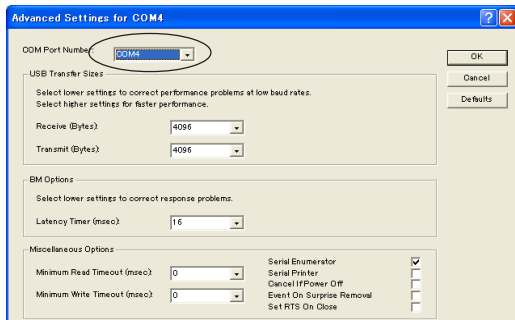 Advanced Settings for COM4
COM Port Number:
COM4
OK
Cancel
Defaults
USB Transfer Sizes
Select lower settings to correct performance problems at low baud rates.
Select higher settings for faster performance.
Receive (Bytes):
4096
Transmit (Bytes):
4096
BM Options
Select lower settings to correct response problems.
Latency Timer (msec):
16
Miscellaneous Options
Minimum Read Timeout (msec):
0
Minimum Write Timeout (msec):
0
Serial Enumerator
Serial Printer
Cancel If Power Off
Event On Surprise Removal
Set RTS On Close